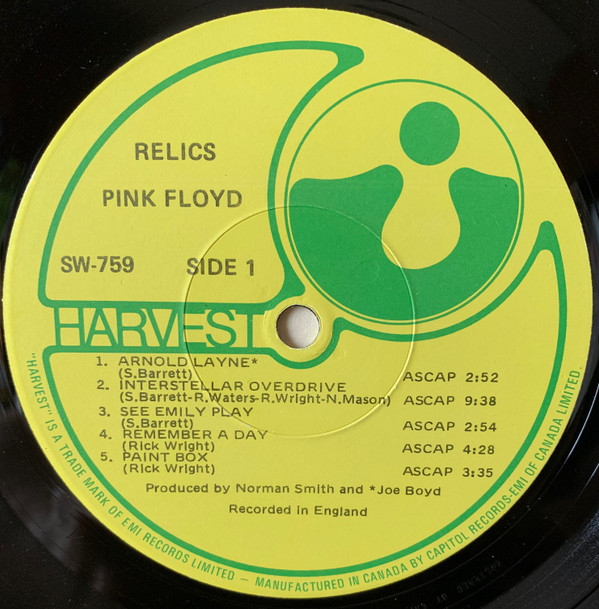 RELICS
PINK FLOYD
SW-759 SIDE 1
HARVEST
1. ARNOLD LAYNE* ASCAP 2:52
(S.Barrett)
2. INTERSTELLAR OVERDRIVE ASCAP 9:38
(S.Barrett-R.Waters-R.Wright-N.Mason)
3. SEE EMILY PLAY ASCAP 2:54
(S.Barrett)
4. REMEMBER A DAY ASCAP 4:28
(Rick Wright)
5. PAINT BOX ASCAP 3:35
(Rick Wright)
Produced by Norman Smith and *Joe Boyd
Recorded in England
"HARVEST" IS A TRADE MARK OF EMI RECORDS LIMITED — MANUFACTURED IN CANADA BY CAPITOL RECORDS-EMI OF CANADA LIMITED.